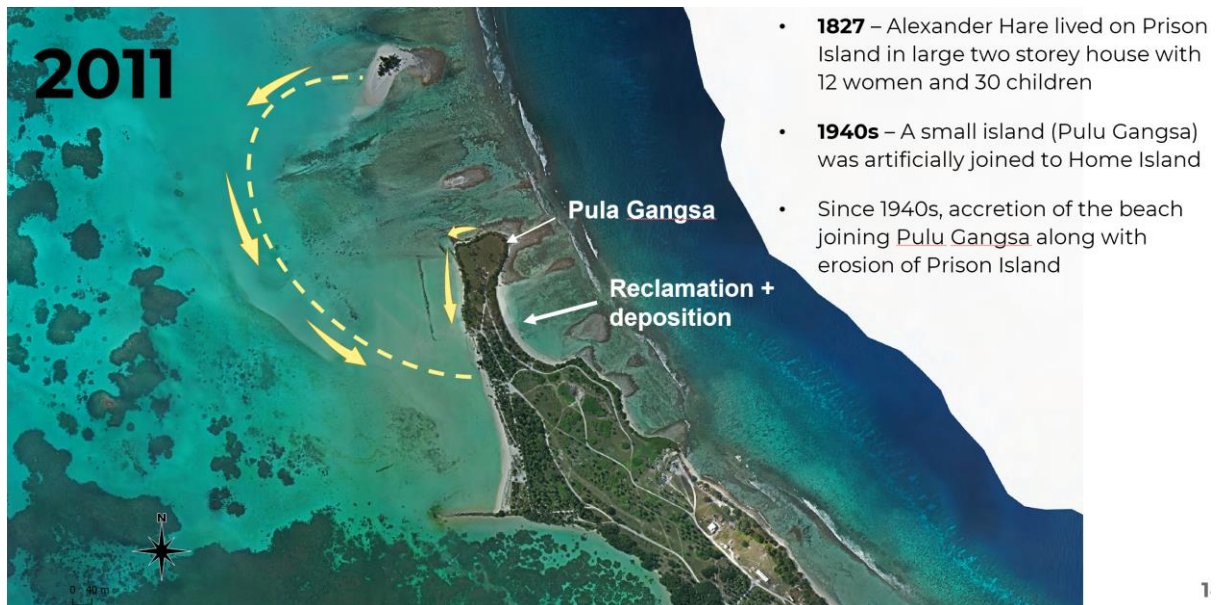 2011
• 1827 – Alexander Hare lived on Prison
Island in large two storey house with
12 women and 30 children
• 1940s – A small island (Pulu Gangsa)
was artificially joined to Home Island
• Since 1940s, accretion of the beach
joining Pulu Gangsa along with
erosion of Prison Island
Pula Gangsa
Reclamation +
deposition
N
0 40 m